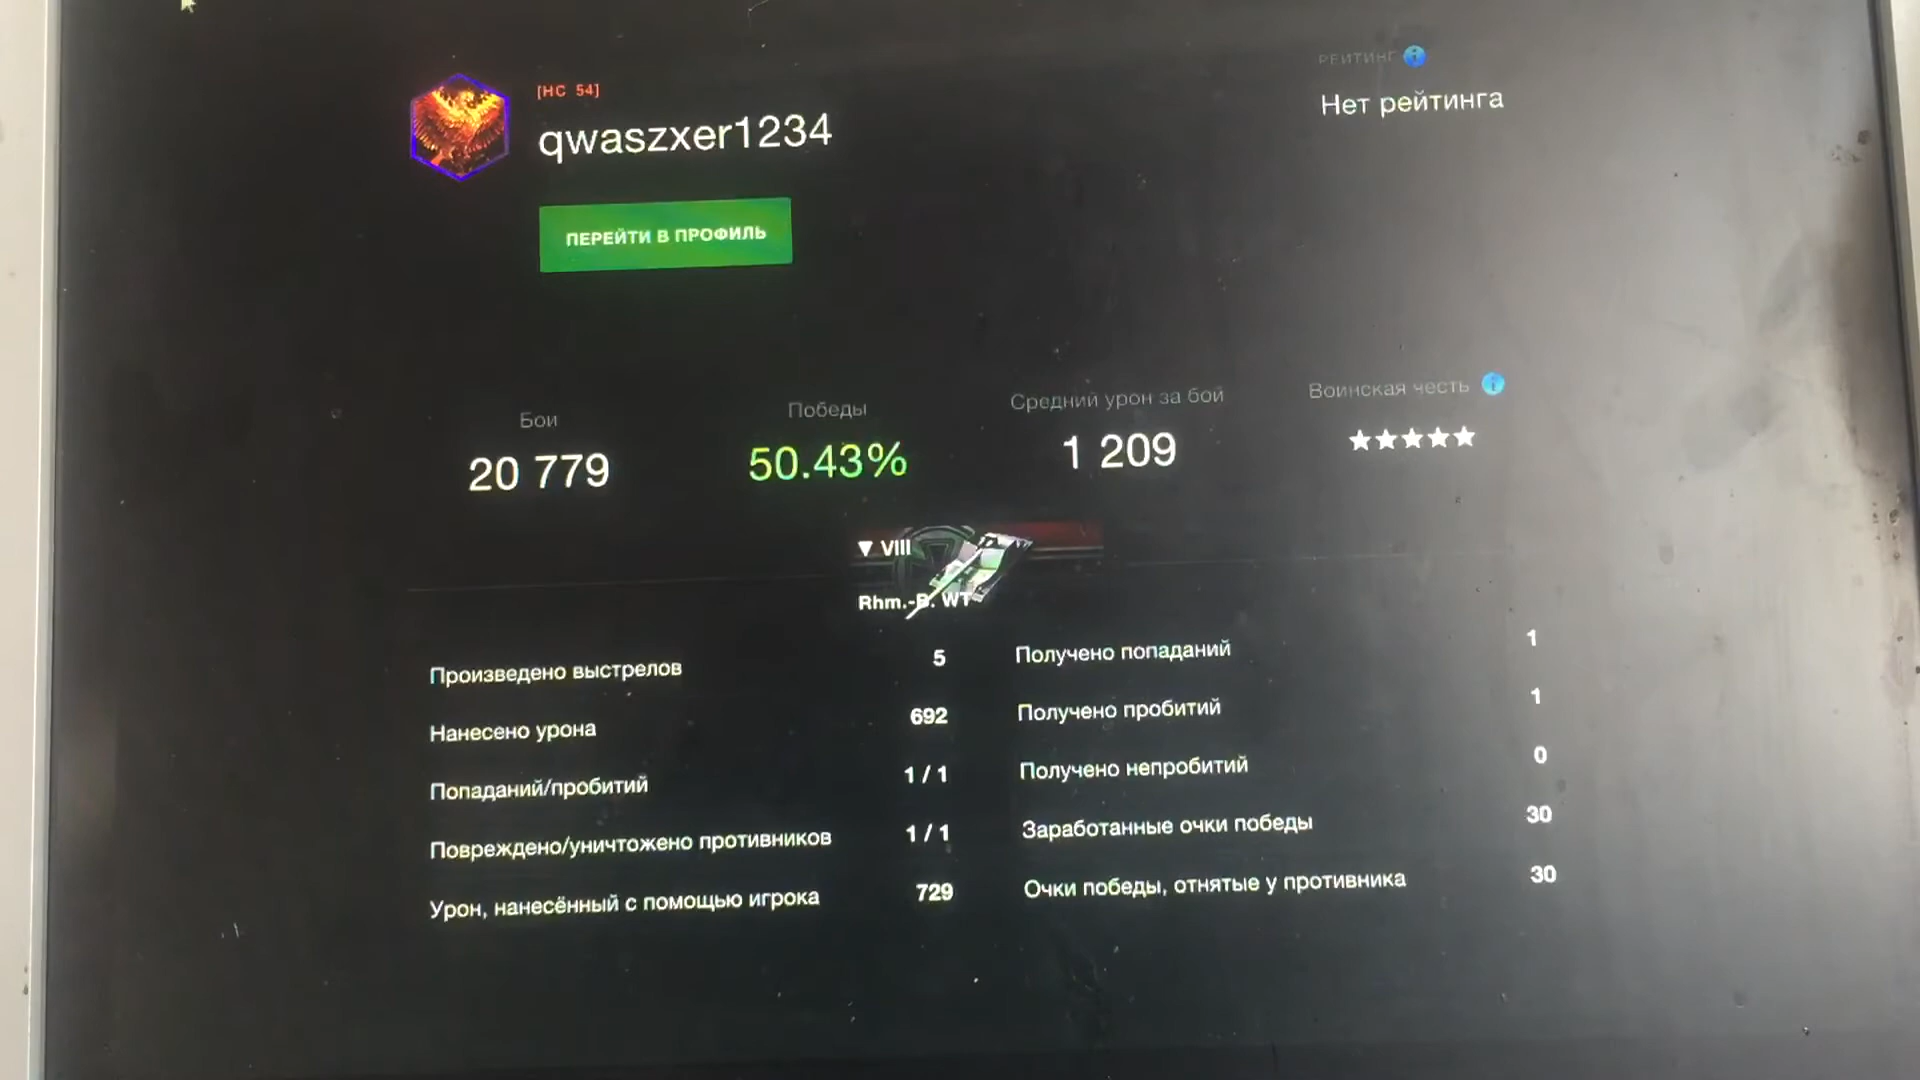 [HC 54]
qwaszxer1234
ПЕРЕЙТИ В ПРОФИЛЬ
РЕЙТИНГ
Нет рейтинга
Бои
20 779
Победы
50.43%
Средний урон за бой
1 209
Воинская честь
VIII
Rhm.-B. WT
Произведено выстрелов 5
Нанесено урона 692
Попаданий/пробитий 1 / 1
Повреждено/уничтожено противников 1 / 1
Урон, нанесённый с помощью игрока 729
Получено попаданий 1
Получено пробитий 1
Получено непробитий 0
Заработанные очки победы 30
Очки победы, отнятые у противника 30